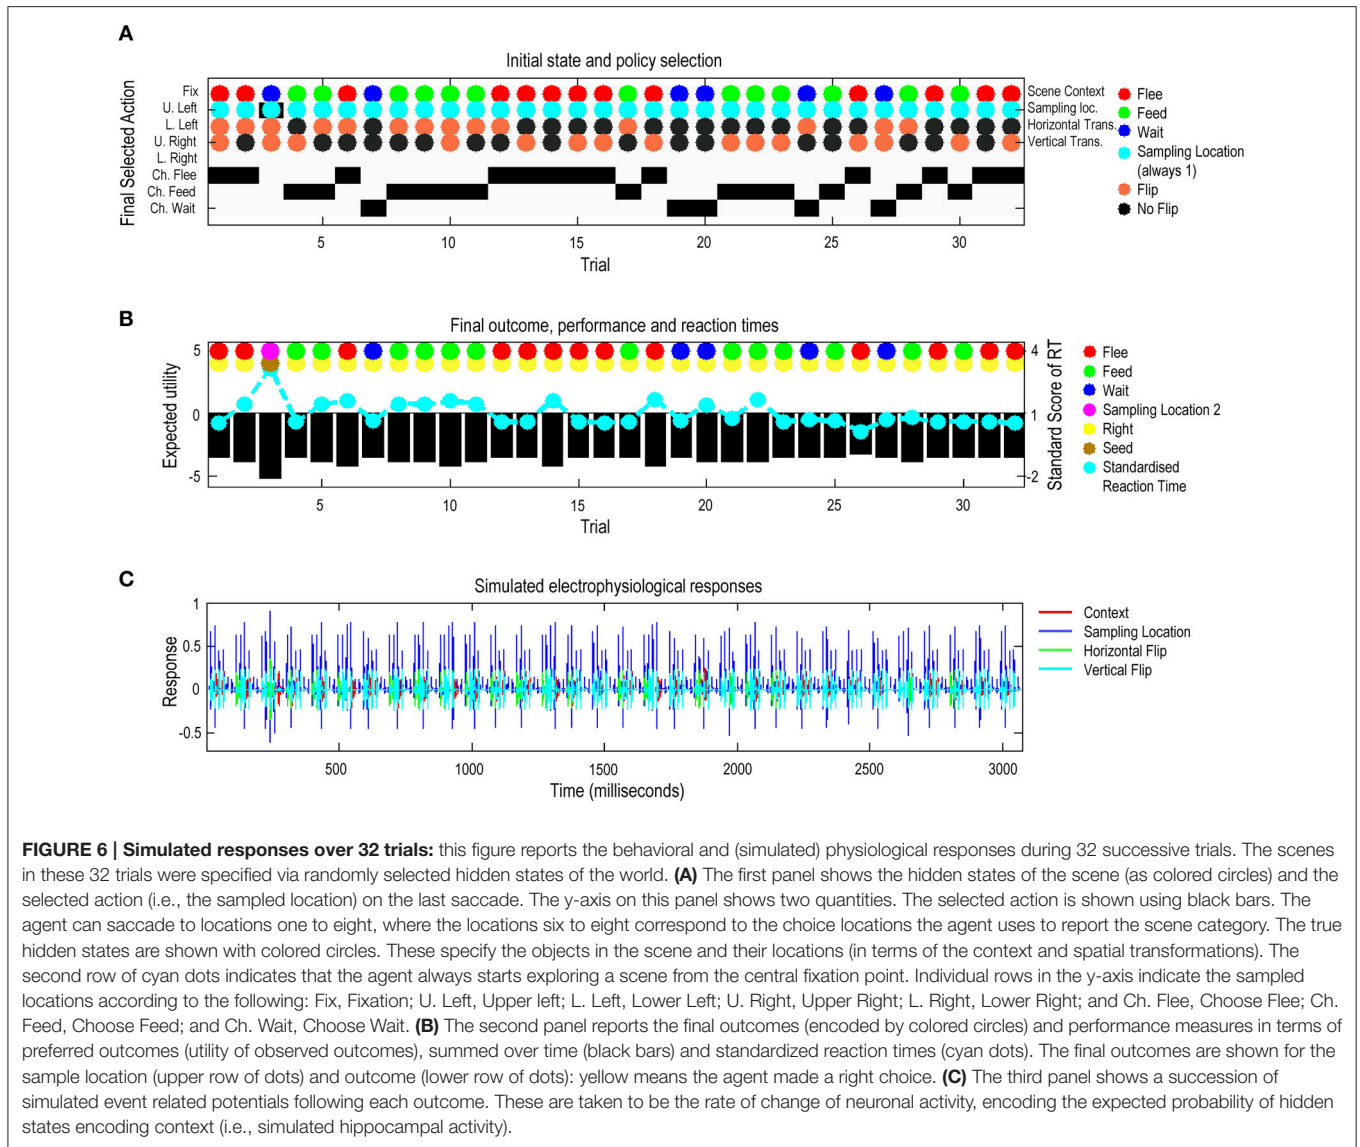 A
Initial state and policy selection
Final Selected Action
Fix
U. Left
L. Left
U. Right
L. Right
Ch. Flee
Ch. Feed
Ch. Wait
Scene Context
Sampling loc.
Horizontal Trans.
Vertical Trans.
Flee
Feed
Wait
Sampling Location
(always 1)
Flip
No Flip
5 10 15 20 25 30
Trial
B
Final outcome, performance and reaction times
Expected utility
5
0
-5
4
1
-2
Standard Score of RT
Flee
Feed
Wait
Sampling Location 2
Right
Seed
Standardised
Reaction Time
5 10 15 20 25 30
Trial
C
Simulated electrophysiological responses
Response
1
0.5
0
-0.5
Context
Sampling Location
Horizontal Flip
Vertical Flip
500 1000 1500 2000 2500 3000
Time (milliseconds)
FIGURE 6 | Simulated responses over 32 trials: this figure reports the behavioral and (simulated) physiological responses during 32 successive trials. The scenes
in these 32 trials were specified via randomly selected hidden states of the world. (A) The first panel shows the hidden states of the scene (as colored circles) and the
selected action (i.e., the sampled location) on the last saccade. The y-axis on this panel shows two quantities. The selected action is shown using black bars. The
agent can saccade to locations one to eight, where the locations six to eight correspond to the choice locations the agent uses to report the scene category. The true
hidden states are shown with colored circles. These specify the objects in the scene and their locations (in terms of the context and spatial transformations). The
second row of cyan dots indicates that the agent always starts exploring a scene from the central fixation point. Individual rows in the y-axis indicate the sampled
locations according to the following: Fix, Fixation; U. Left, Upper left; L. Left, Lower Left; U. Right, Upper Right; L. Right, Lower Right; and Ch. Flee, Choose Flee; Ch.
Feed, Choose Feed; and Ch. Wait, Choose Wait. (B) The second panel reports the final outcomes (encoded by colored circles) and performance measures in terms of
preferred outcomes (utility of observed outcomes), summed over time (black bars) and standardized reaction times (cyan dots). The final outcomes are shown for the
sample location (upper row of dots) and outcome (lower row of dots): yellow means the agent made a right choice. (C) The third panel shows a succession of
simulated event related potentials following each outcome. These are taken to be the rate of change of neuronal activity, encoding the expected probability of hidden
states encoding context (i.e., simulated hippocampal activity).